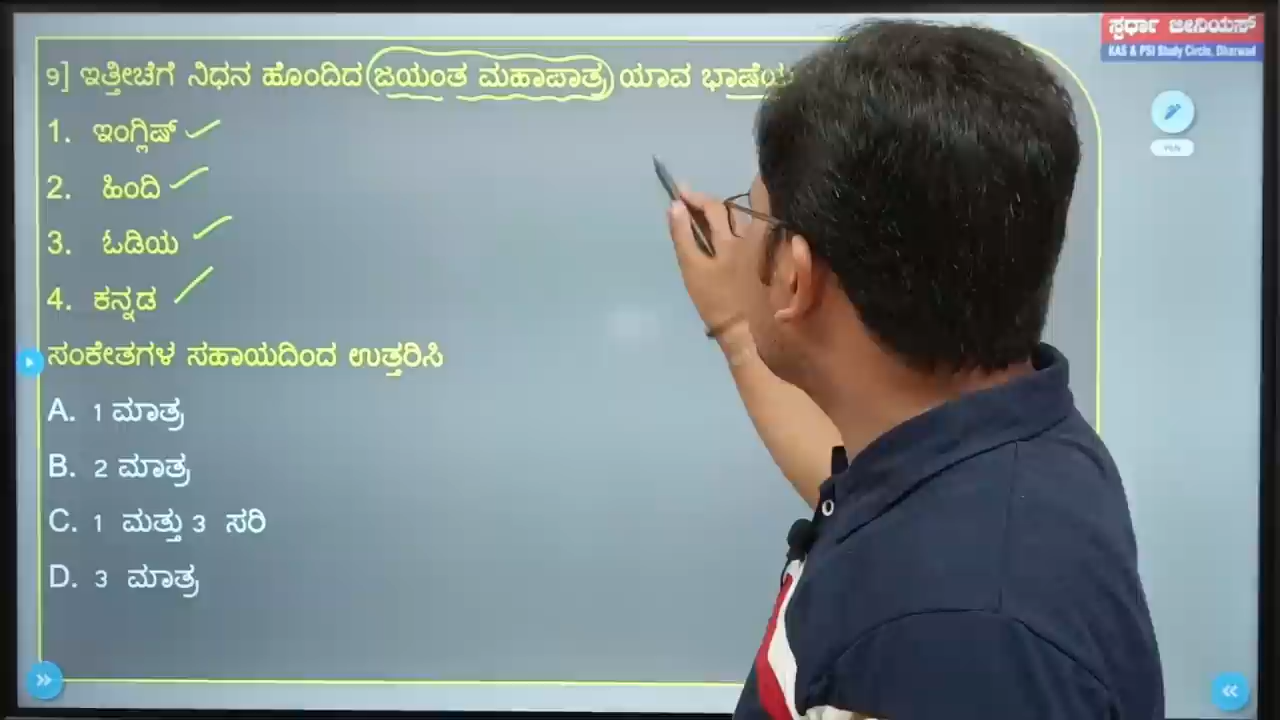 ಸ್ಪರ್ಧಾ ಜೀನಿಯಸ್
KAS & PSI Study Circle, Dharwad
9] ಇತ್ತೀಚೆಗೆ ನಿಧನ ಹೊಂದಿದ ಜಯಂತ ಮಹಾಪಾತ್ರ ಯಾವ
1. ಇಂಗ್ಲಿಷ್
2. ಹಿಂದಿ
3. ಓಡಿಯ
4. ಕನ್ನಡ
ಸಂಕೇತಗಳ ಸಹಾಯದಿಂದ ಉತ್ತರಿಸಿ
A. 1 ಮಾತ್ರ
B. 2 ಮಾತ್ರ
C. 1 ಮತ್ತು 3 ಸರಿ
D. 3 ಮಾತ್ರ